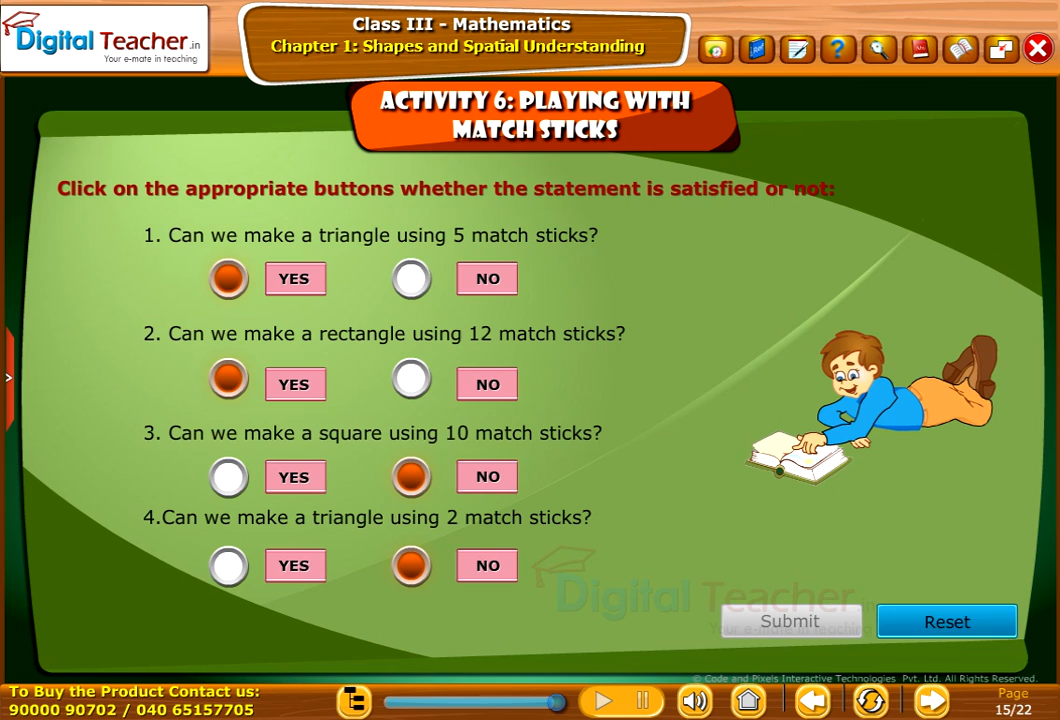 Digital Teacher.in
Your e-mate in teaching
Class III - Mathematics
Chapter 1: Shapes and Spatial Understanding
ACTIVITY 6: PLAYING WITH
MATCH STICKS
Click on the appropriate buttons whether the statement is satisfied or not:
1. Can we make a triangle using 5 match sticks?
YES NO
2. Can we make a rectangle using 12 match sticks?
YES NO
3. Can we make a square using 10 match sticks?
YES NO
4.Can we make a triangle using 2 match sticks?
YES NO
Digital Teacher.in
Your e-mate in teaching
Submit Reset
© Code and Pixels Interactive Technologies Pvt. Ltd. All Rights Reserved.
To Buy the Product Contact us:
90000 90702 / 040 65157705
Page
15/22